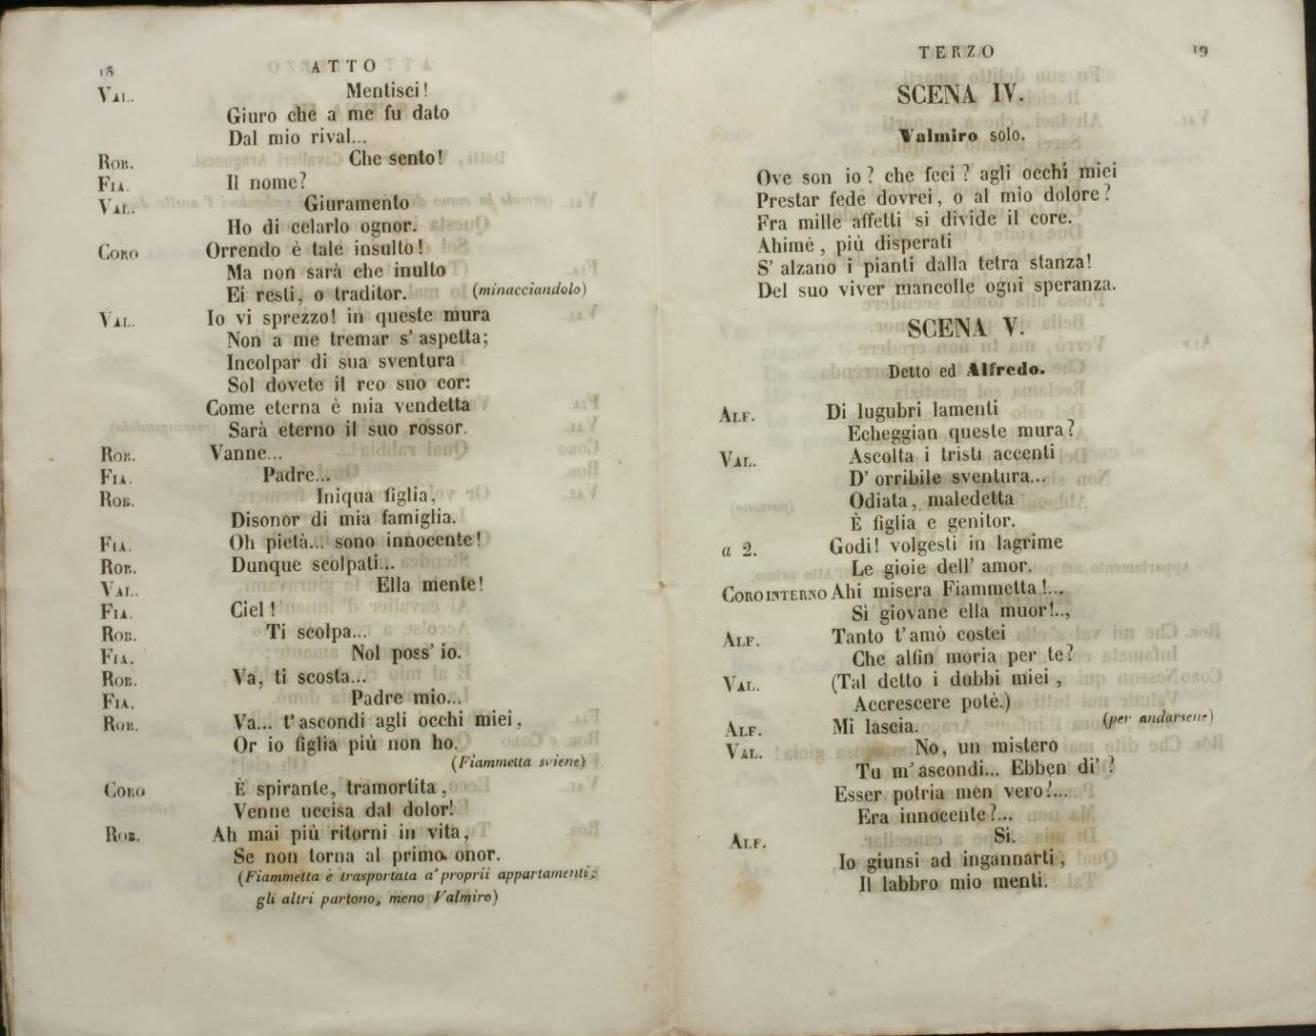 18
ATTO
VAL. Mentisci!
Giuro che a me fu dato
Dal mio rival...
ROB. Che sento!
FIA. Il nome?
VAL. Giuramento
Ho di celarlo ognor.
CORO Orrendo è tale insulto!
Ma non sarà che inulto
Ei resti, o traditor. (minacciandolo)
VAL. Io vi sprezzo! in queste mura
Non a me tremar s' aspetta;
Incolpar di sua sventura
Sol dovete il reo suo cor:
Come eterna è mia vendetta
Sarà eterno il suo rossor.
ROB. Vanne...
FIA. Padre...
ROB. Iniqua figlia,
Disonor di mia famiglia.
FIA. Oh pietà... sono innocente!
ROB. Dunque scolpati...
VAL. Ella mente!
FIA. Ciel!
ROB. Ti scolpa...
FIA. Nol poss' io.
ROB. Va, ti scosta...
FIA. Padre mio...
ROB. Va... t' ascondi agli occhi miei,
Or io figlia più non ho.
(Fiammetta sviene)
CORO È spirante, tramortita,
Venne uccisa dal dolor!
ROB. Ah mai più ritorni in vita,
Se non torna al primo onor.
(Fiammetta è trasportata a' proprii appartamenti;
gli altri partono, meno Valmiro)
TERZO
19
SCENA IV.
Valmiro solo.
Ove son io? che feci? agli occhi miei
Prestar fede dovrei, o al mio dolore?
Fra mille affetti si divide il core.
Ahimè, più disperati
S' alzano i pianti dalla tetra stanza!
Del suo viver mancolle ogni speranza.
SCENA V.
Detto ed Alfredo.
ALF. Di lugubri lamenti
Echeggian queste mura?
VAL. Ascolta i tristi accenti
D' orribile sventura...
Odiata, maledetta
È figlia e genitor.
a 2. Godi! volgesti in lagrime
Le gioie dell' amor.
CORO INTERNO Ahi misera Fiammetta!...
Sì giovane ella muor!..,
ALF. Tanto t' amò costei
Che alfin moria per te?
VAL. (Tal detto i dubbi miei,
Accrescere potè.)
ALF. Mi lascia. (per andarsene)
VAL. No, un mistero
Tu m' ascondi... Ebben di' ?
Esser potria men vero!...
Era innocente?...
ALF. Si.
Io giunsi ad ingannarti,
Il labbro mio menti.